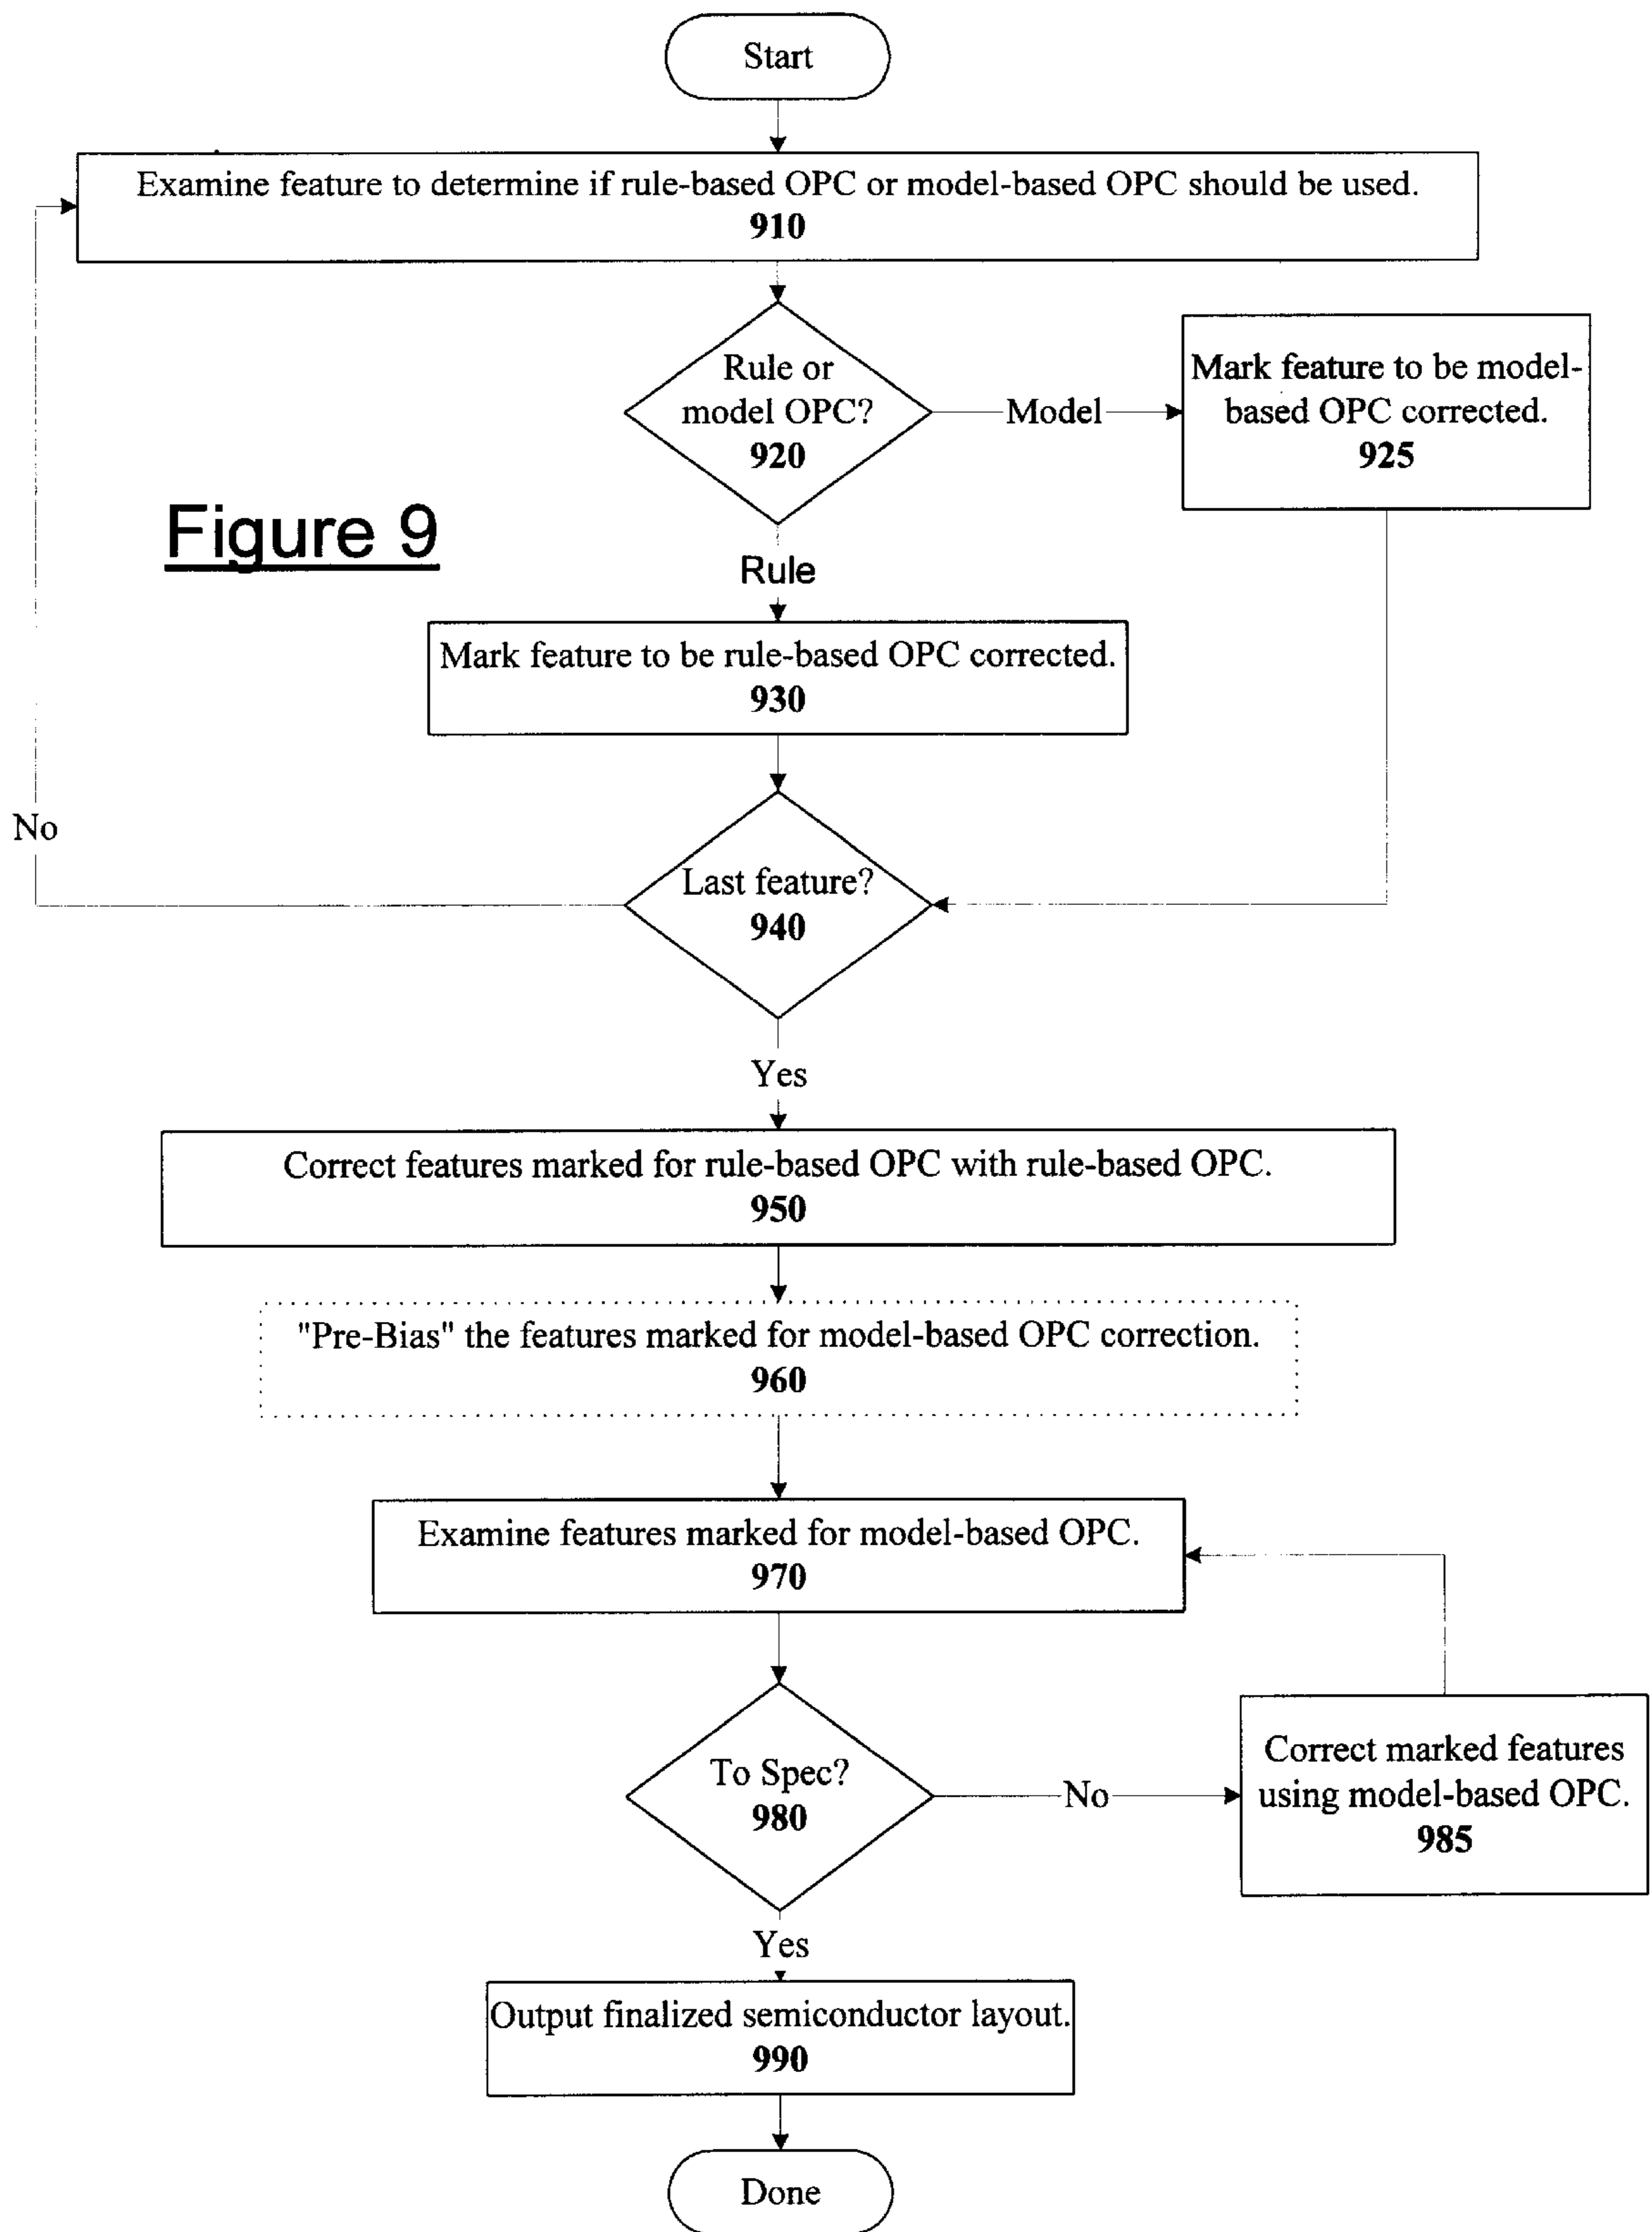 Start
Examine feature to determine if rule-based OPC or model-based OPC should be used.
910
Rule or
model OPC?
920
Model
Mark feature to be model-
based OPC corrected.
925
Figure 9
Rule
Mark feature to be rule-based OPC corrected.
930
No
Last feature?
940
Yes
Correct features marked for rule-based OPC with rule-based OPC.
950
"Pre-Bias" the features marked for model-based OPC correction.
960
Examine features marked for model-based OPC.
970
To Spec?
980
No
Correct marked features
using model-based OPC.
985
Yes
Output finalized semiconductor layout.
990
Done